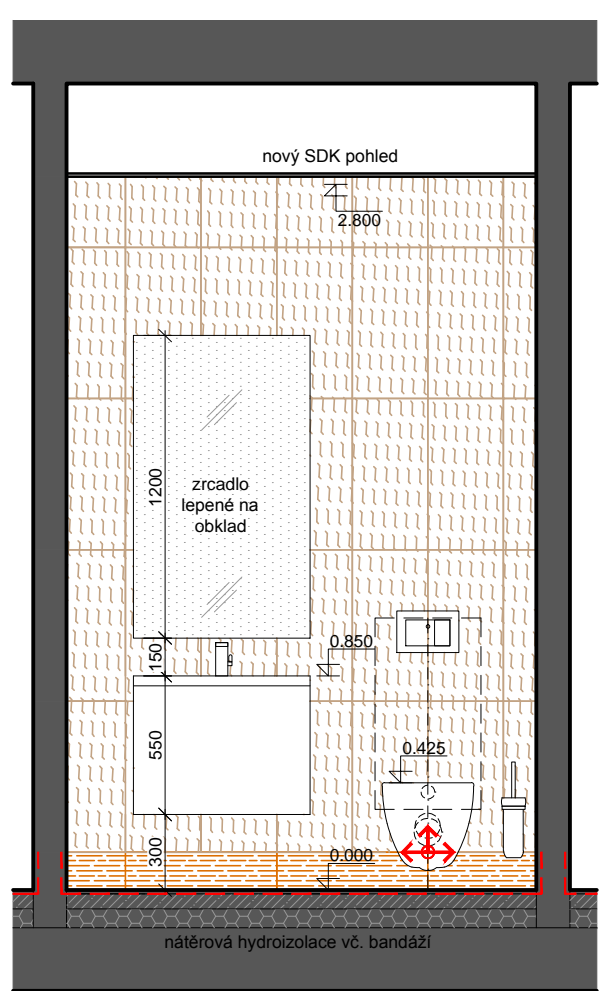 nový SDK pohled
2.800
1200
zrcadlo
lepené na
obklad
150
0.850
550
0.425
300
0.000
nátěrová hydroizolace vč. bandáží